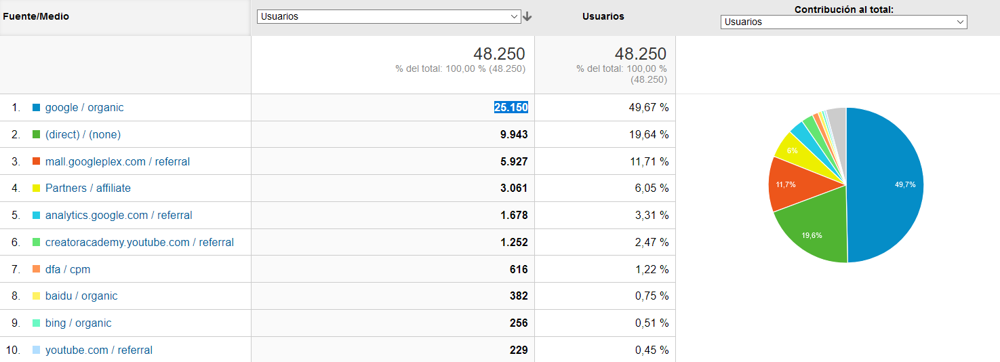 Fuente/Medio
Usuarios
Usuarios
Contribución al total:
Usuarios
48.250
% del total: 100,00 % (48.250)
48.250
% del total: 100,00 %
(48.250)
1. google / organic 25.150 49,67 %
2. (direct) / (none) 9.943 19,64 %
3. mall.googleplex.com / referral 5.927 11,71 %
4. Partners / affiliate 3.061 6,05 %
5. analytics.google.com / referral 1.678 3,31 %
6. creatoracademy.youtube.com / referral 1.252 2,47 %
7. dfa / cpm 616 1,22 %
8. baidu / organic 382 0,75 %
9. bing / organic 256 0,51 %
10. youtube.com / referral 229 0,45 %
6%
11,7%
49,7%
19,6%